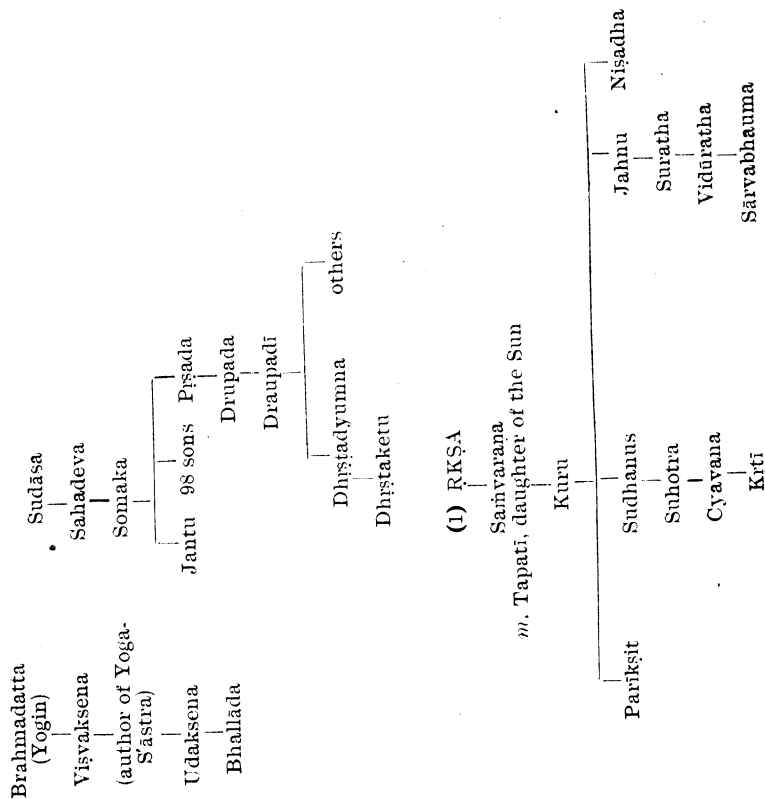 Brahmadatta
(Yogin)
Viṣvaksena
(author of Yoga-
S'āstra)
Udaksena
Bhallāda
Sudāsa
Sahadeva
Somaka
Jantu 98 sons Pṛṣada
Drupada
Draupadī
Dhṛṣṭadyumna others
Dhṛṣṭaketu
(1) ṚKṢA
Saṁvaraṇa
m. Tapatī, daughter of the Sun
Kuru
Parīkṣit Sudhanus Jahnu Niṣadha
Suhotra Suratha
Cyavana Vidūratha
Krtī Sārvabhauma